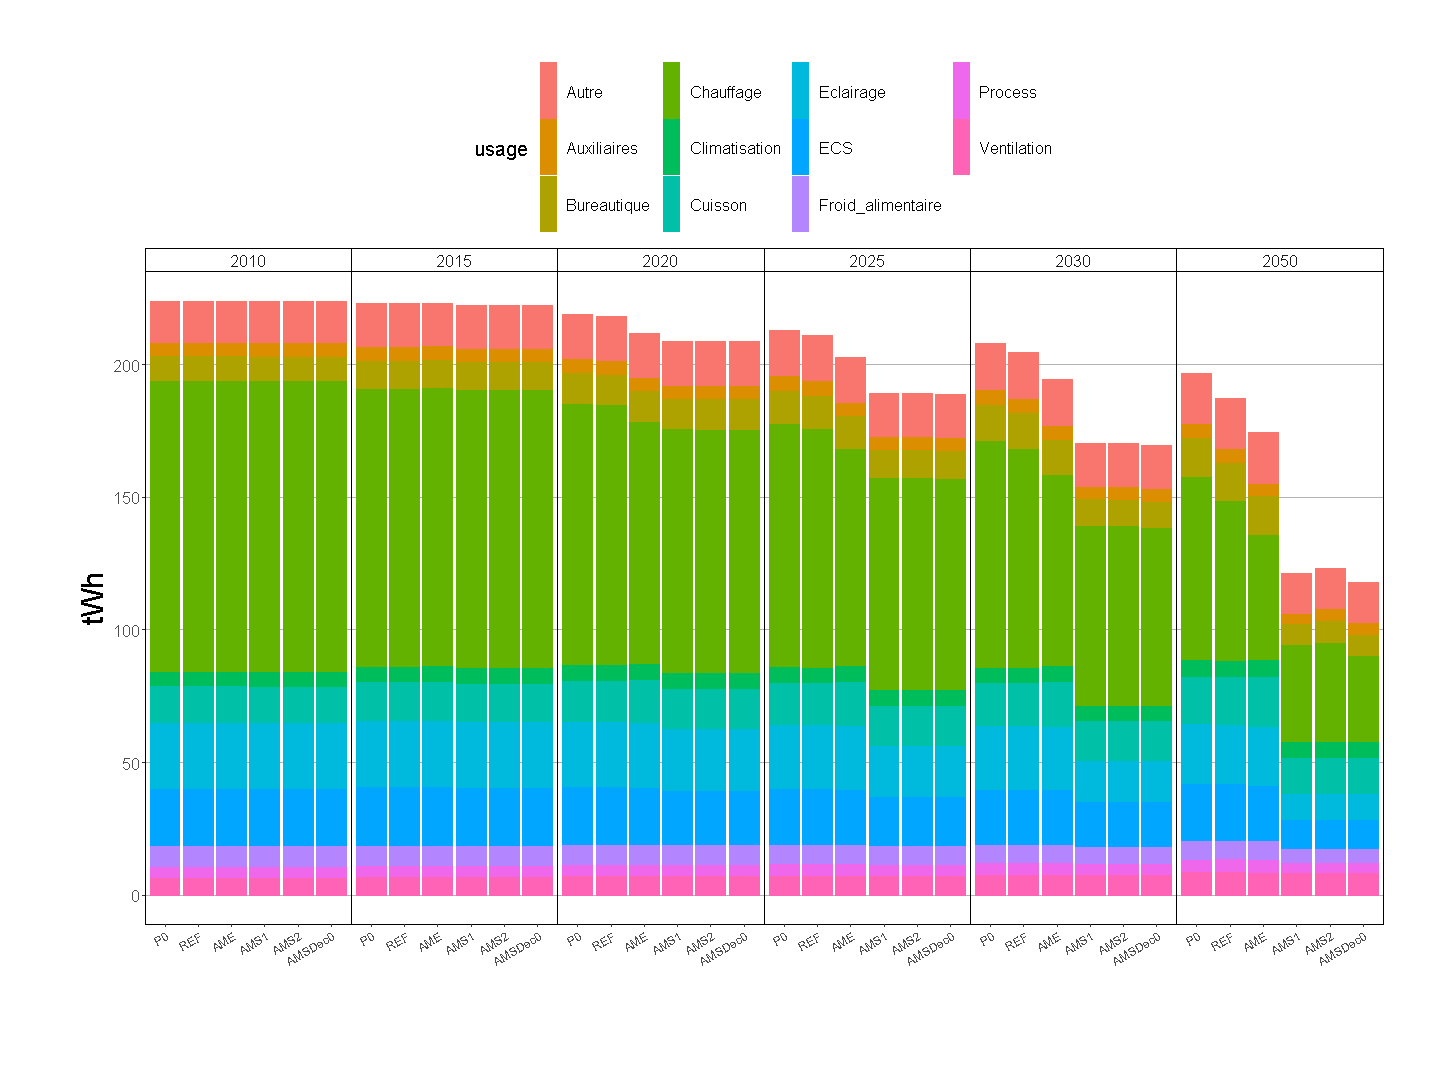 usage
Autre
Chauffage
Eclairage
Process
Auxiliaires
Climatisation
ECS
Ventilation
Bureautique
Cuisson
Froid_alimentaire
2010 2015 2020 2025 2030 2050
tWh
200
150
100
50
0
P0 REF AME AMS1 AMS2 AMSDec0 P0 REF AME AMS1 AMS2 AMSDec0 P0 REF AME AMS1 AMS2 AMSDec0 P0 REF AME AMS1 AMS2 AMSDec0 P0 REF AME AMS1 AMS2 AMSDec0 P0 REF AME AMS1 AMS2 AMSDec0